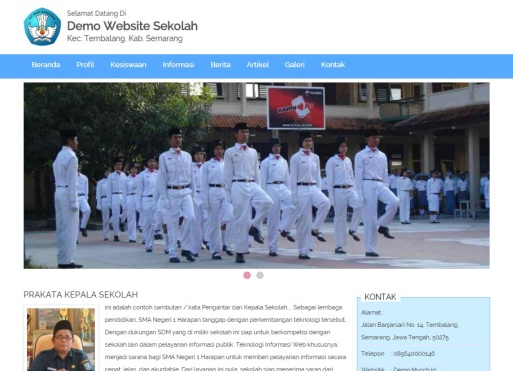 Selamat Datang Di
Demo Website Sekolah
Kec. Tembalang, Kab. Semarang
Beranda Profil Kesiswaan Informasi Berita Artikel Galeri Kontak
PRAKATA KEPALA SEKOLAH
Ini adalah contoh sambutan / kata Pengantar dari Kepala Sekolah.... Sebagai lembaga
pendidikan, SMA Negeri 1 Harapan tanggap dengan perkembangan teknologi tersebut.
Dengan dukungan SDM yang di miliki sekolah ini siap untuk berkompetisi dengan
sekolah lain dalam pelayanan informasi publik. Teknologi Informasi Web khususnya,
menjadi sarana bagi SMA Negeri 1 Harapan untuk memberi pelayanan informasi secara
cepat, jelas, dan akuntable. Dari layanan ini pula, sekolah siap menerima saran dari
KONTAK
Alamat :
Jalan Banjarsari No. 14, Tembalang,
Semarang, Jawa Tengah, 50275
Telepon : 085640000146
Website : Demo.Mysch.Id